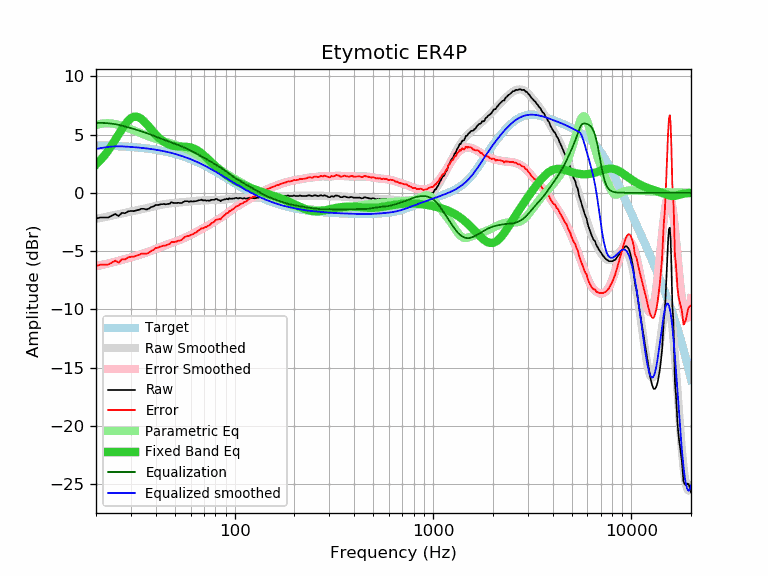 Etymotic ER4P
10
5
0
−5
−10
−15
−20
−25
Amplitude (dBr)
Target
Raw Smoothed
Error Smoothed
Raw
Error
Parametric Eq
Fixed Band Eq
Equalization
Equalized smoothed
100
1000
10000
Frequency (Hz)